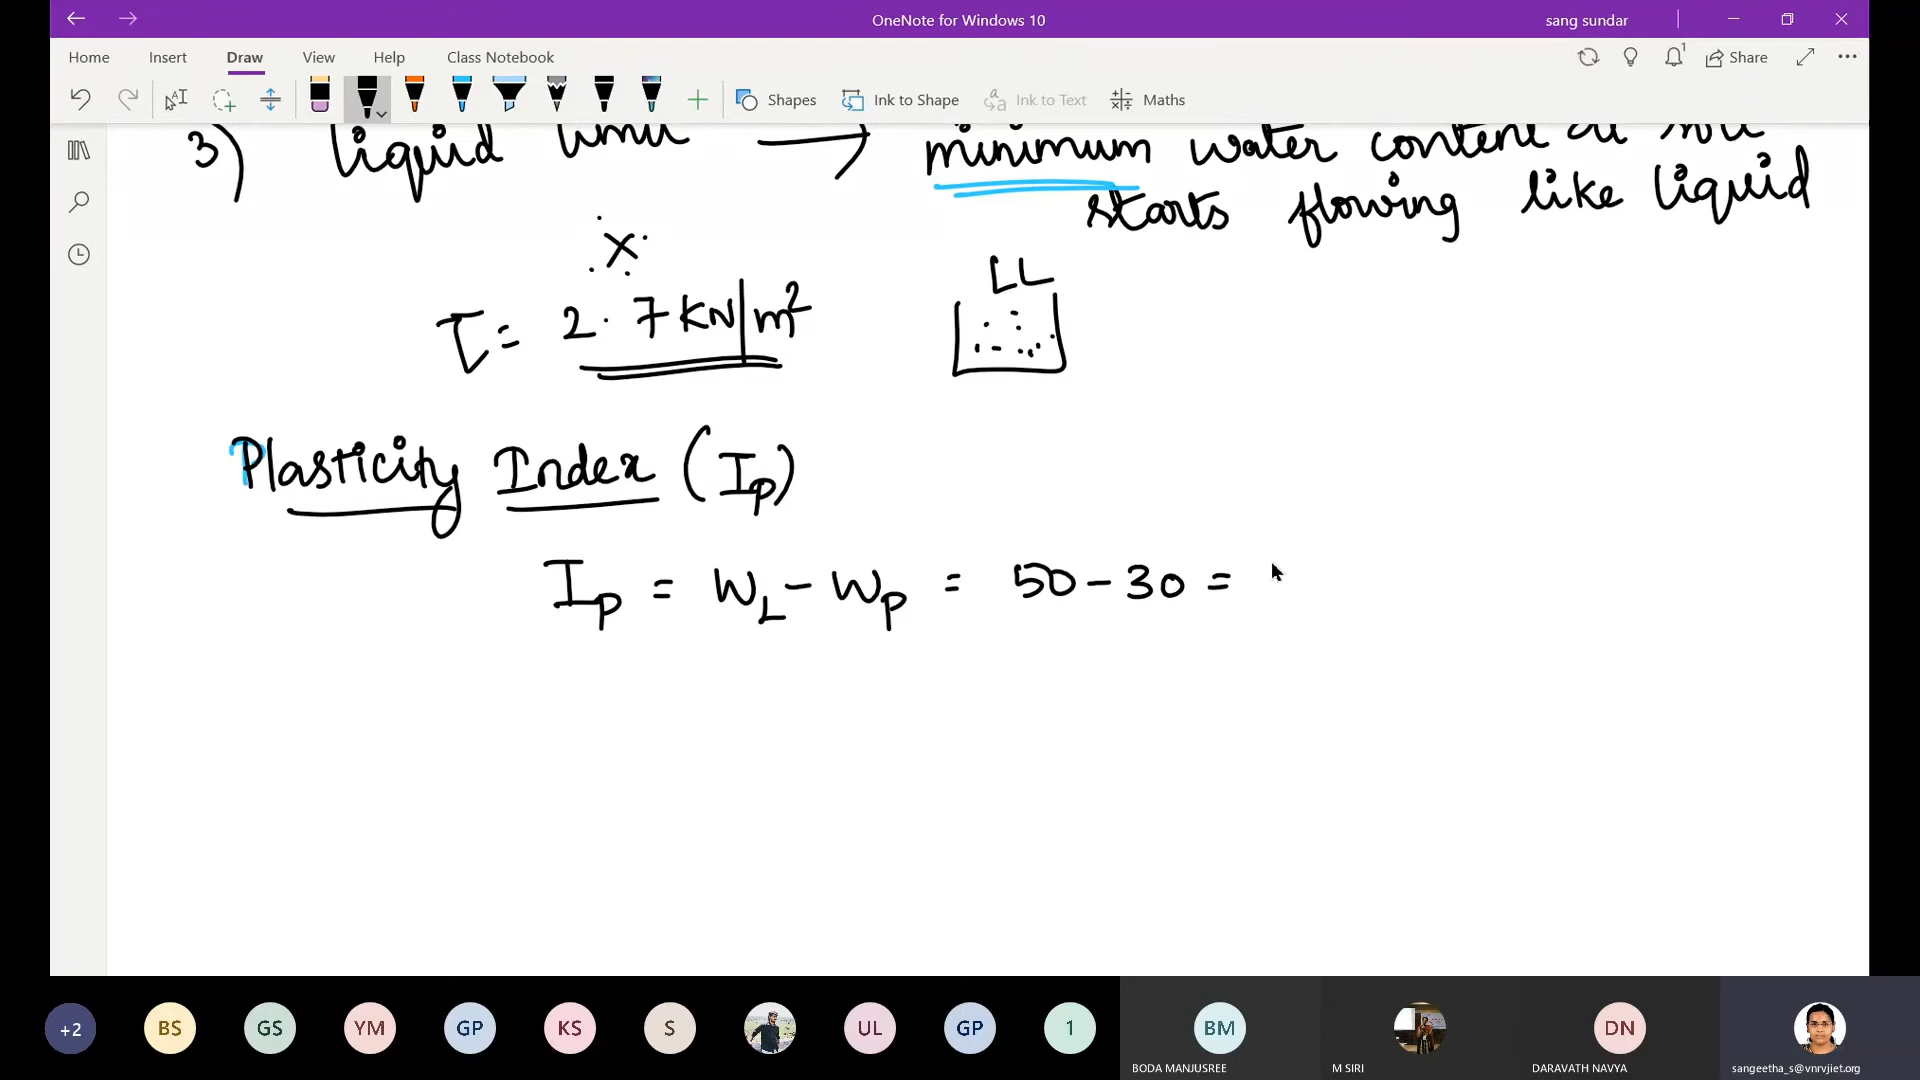 OneNote for Windows 10
sang sundar
Home Insert Draw View Help Class Notebook
1
Share
Shapes Ink to Shape Ink to Text Maths
3) liquid limit → minimum water content at soil
starts flowing like liquid
X
LL
τ = 2.7 KN/m²
Plasticity Index (Ip)
Ip = WL - Wp = 50 - 30 =
+2 BS GS YM GP KS S UL GP 1 BM DN
BODA MANJUSREE M SIRI DARAVATH NAVYA sangeetha_s@vnrvjiet.org